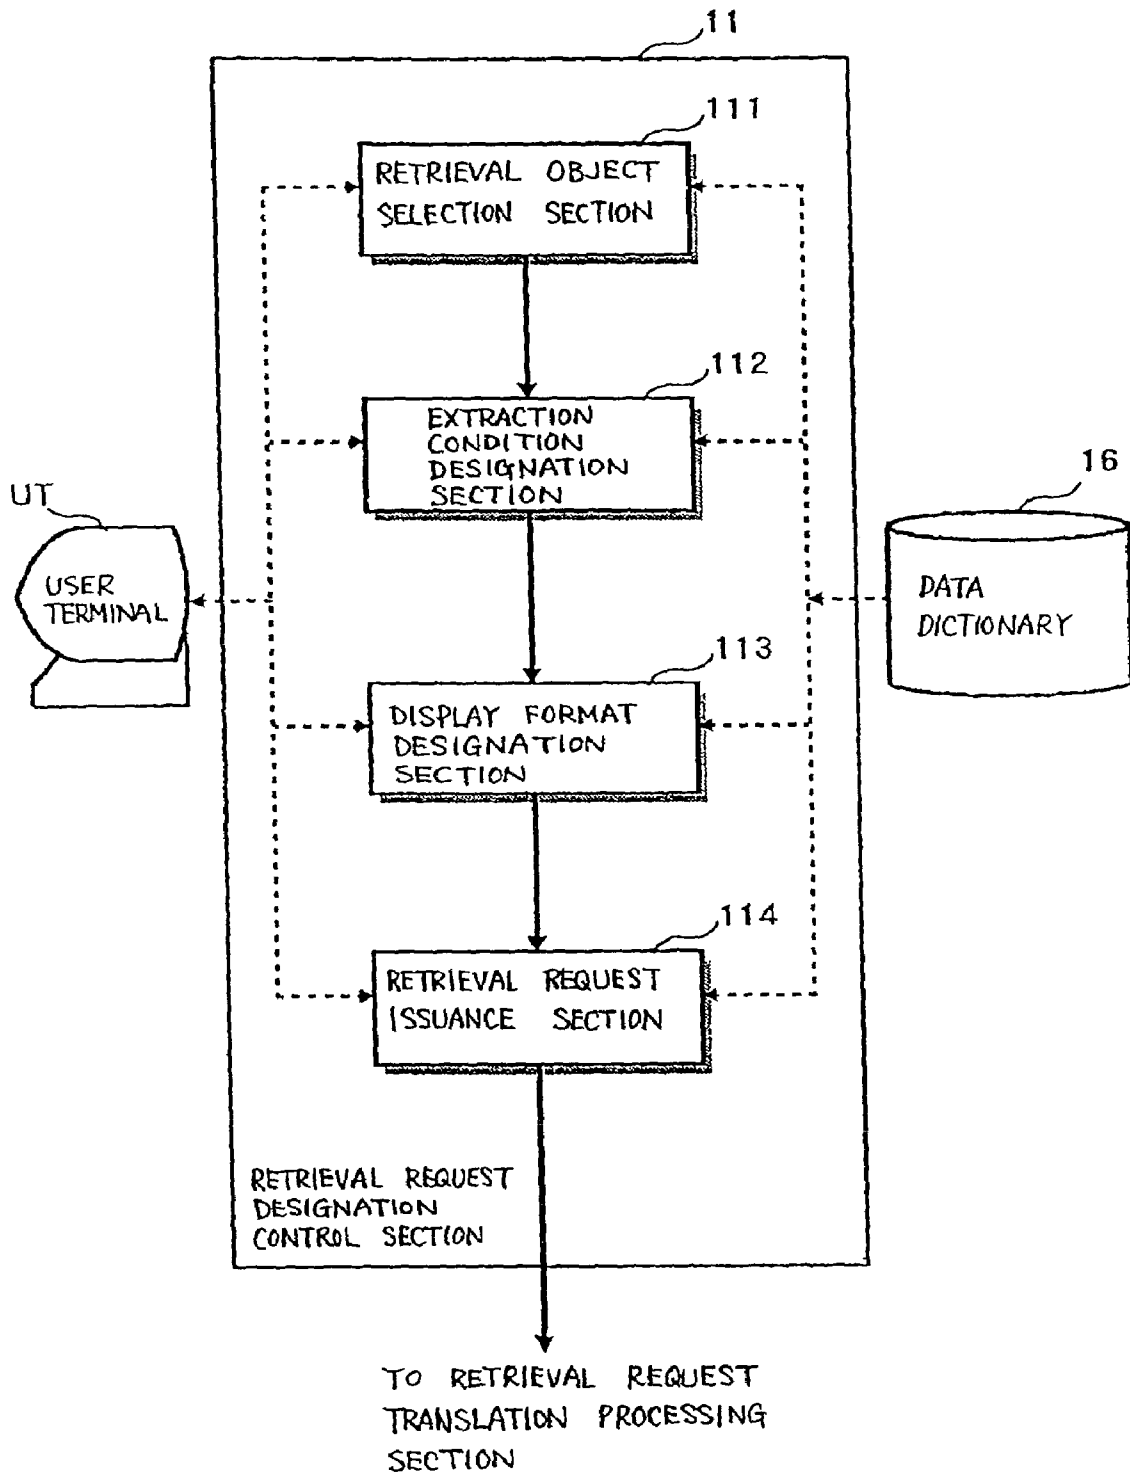 11
111
RETRIEVAL OBJECT
SELECTION SECTION
112
EXTRACTION
CONDITION
DESIGNATION
SECTION
16
UT
USER
TERMINAL
DATA
DICTIONARY
113
DISPLAY FORMAT
DESIGNATION
SECTION
114
RETRIEVAL REQUEST
ISSUANCE SECTION
RETRIEVAL REQUEST
DESIGNATION
CONTROL SECTION
TO RETRIEVAL REQUEST
TRANSLATION PROCESSING
SECTION